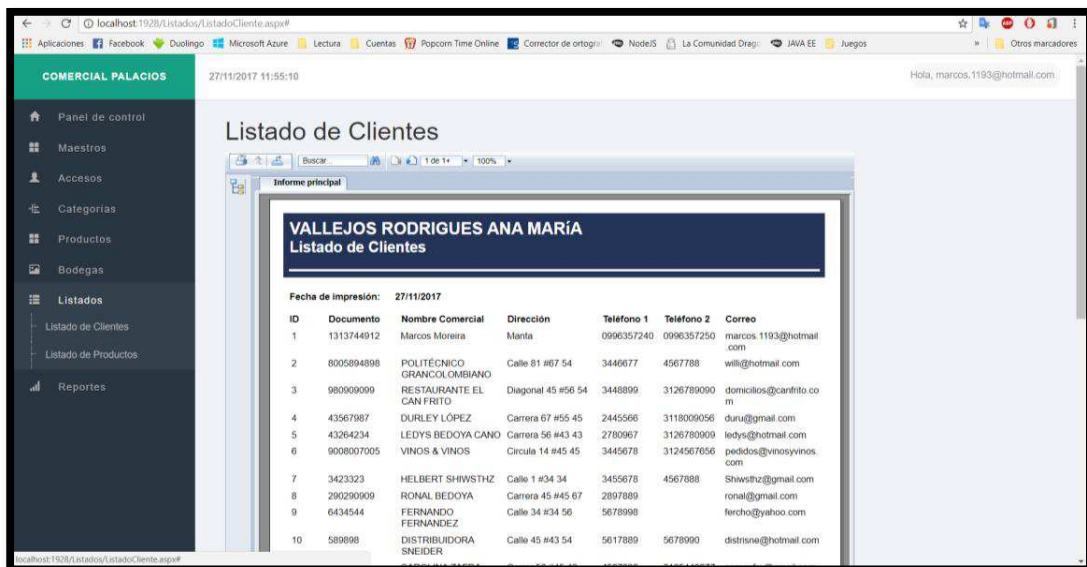 localhost:1928/Listados/ListadoCliente.aspx#
Aplicaciones Facebook Duolingo Microsoft Azure Lectura Cuentas Popcorn Time Online Corrector de ortogra NodeJS La Comunidad Drag JAVA EE Juegos » Otros marcadores
COMERCIAL PALACIOS 27/11/2017 11:55:10 Hola, marcos.1193@hotmail.com
Panel de control
Maestros
Accesos
Categorías
Productos
Bodegas
Listados
Listado de Clientes
Listado de Productos
Reportes
Listado de Clientes
Buscar... 1 de 1+ 100%
Informe principal
VALLEJOS RODRIGUES ANA MARíA
Listado de Clientes
Fecha de impresión: 27/11/2017
ID Documento Nombre Comercial Dirección Teléfono 1 Teléfono 2 Correo
1 1313744912 Marcos Moreira Manta 0996357240 0996357250 marcos.1193@hotmail
.com
2 8005894898 POLITÉCNICO Calle 81 #67 54 3446677 4567788 willi@hotmail.com
GRANCOLOMBIANO
3 980909099 RESTAURANTE EL Diagonal 45 #56 54 3448899 3126789090 domicilios@canfrito.co
CAN FRITO m
4 43567987 DURLEY LÓPEZ Carrera 67 #55 45 2445566 3118009056 duru@gmail.com
5 43264234 LEDYS BEDOYA CANO Carrera 56 #43 43 2780967 3126780909 ledys@hotmail.com
6 9008007005 VINOS & VINOS Circula 14 #45 45 3445678 3124567656 pedidos@vinosyvinos.
com
7 3423323 HELBERT SHIWSTHZ Calle 1 #34 34 3455678 4567888 Shiwsthz@gmail.com
8 290290909 RONAL BEDOYA Carrera 45 #45 67 2897889 ronal@gmail.com
9 6434544 FERNANDO Calle 34 #34 56 5678998 fercho@yahoo.com
FERNANDEZ
10 589898 DISTRIBUIDORA Calle 45 #43 54 5617889 5678990 distrisne@hotmail.com
SNEIDER
localhost:1928/Listados/ListadoCliente.aspx#